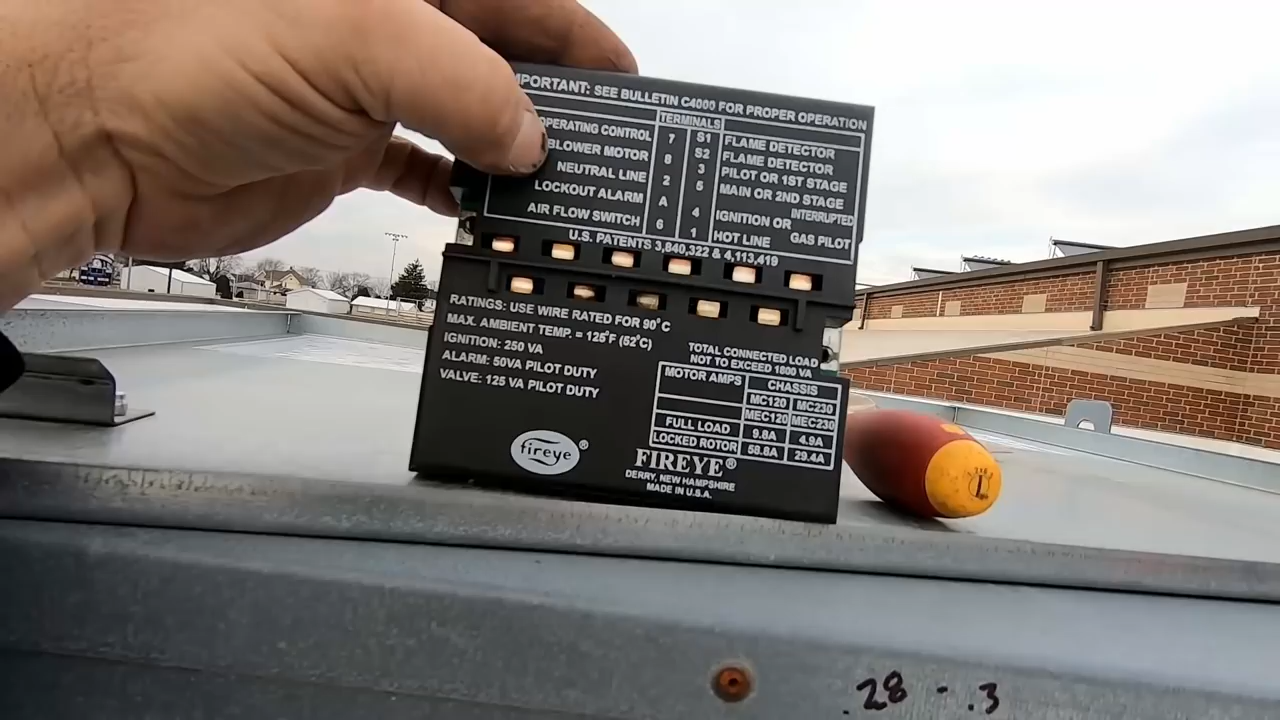 IMPORTANT: SEE BULLETIN C4000 FOR PROPER OPERATION
TERMINALS
OPERATING CONTROL 7 S1 FLAME DETECTOR
BLOWER MOTOR 8 S2 FLAME DETECTOR
NEUTRAL LINE 2 3 PILOT OR 1ST STAGE
LOCKOUT ALARM A 5 MAIN OR 2ND STAGE
AIR FLOW SWITCH 6 4 IGNITION OR INTERRUPTED GAS PILOT
1 HOT LINE
U.S. PATENTS 3,840,322 & 4,113,419
RATINGS: USE WIRE RATED FOR 90°C
MAX. AMBIENT TEMP. = 125°F (52°C)
IGNITION: 250 VA
ALARM: 50VA PILOT DUTY
VALVE: 125 VA PILOT DUTY
TOTAL CONNECTED LOAD
NOT TO EXCEED 1800 VA
MOTOR AMPS CHASSIS
MC120 MC230
MEC120 MEC230
FULL LOAD 9.8A 4.9A
LOCKED ROTOR 58.8A 29.4A
fireye®
FIREYE®
DERRY, NEW HAMPSHIRE
MADE IN U.S.A.
.28 - .3